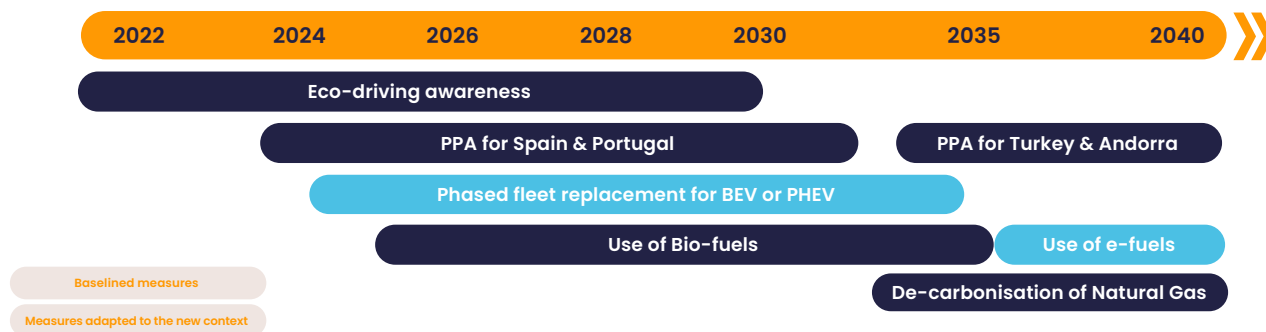 2022 2024 2026 2028 2030 2035 2040
Eco-driving awareness
PPA for Spain & Portugal PPA for Turkey & Andorra
Phased fleet replacement for BEV or PHEV
Use of Bio-fuels Use of e-fuels
Baselined measures
De-carbonisation of Natural Gas
Measures adapted to the new context